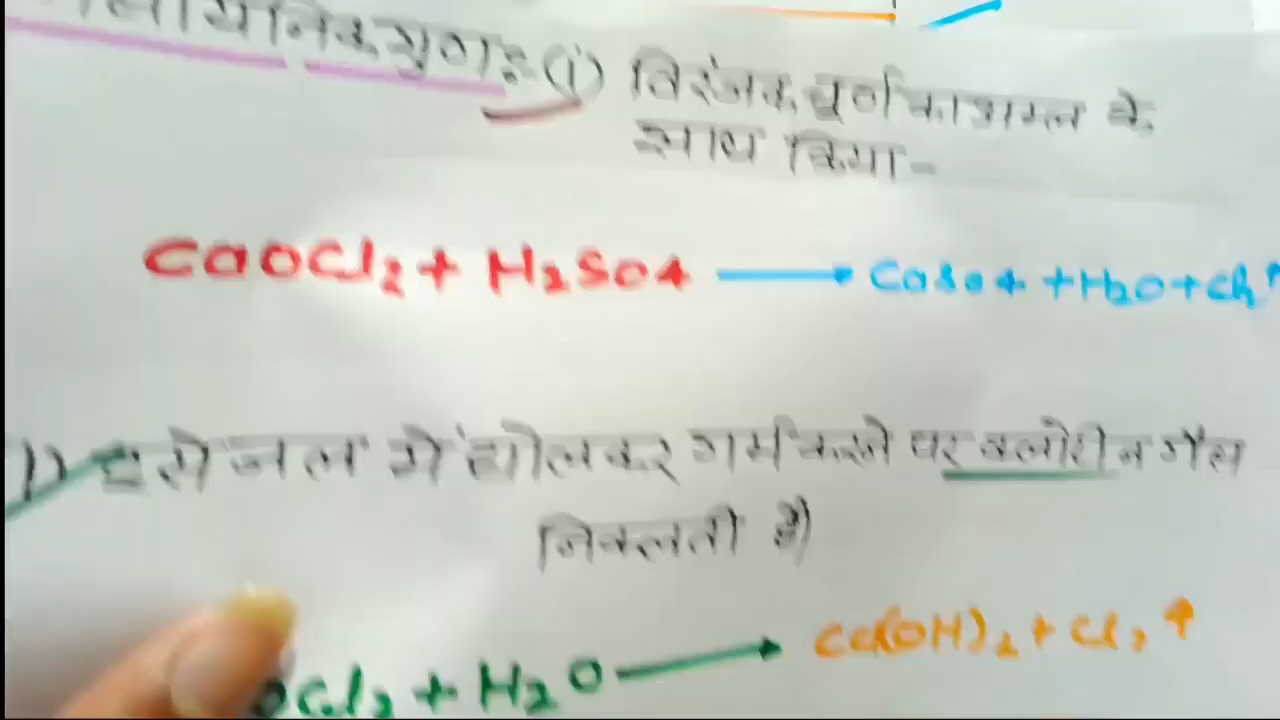 रासायनिक गुण:- (i) विरंजक चूर्ण का अम्ल के
साथ क्रिया-
CaOCl₂ + H₂SO4 → CaSO4 + H₂O + Cl₂↑
इसे जल में घोलकर गर्म करने पर क्लोरीन गैस
निकलती है।
OCl₂ + H₂O → Ca(OH)₂ + Cl₂↑